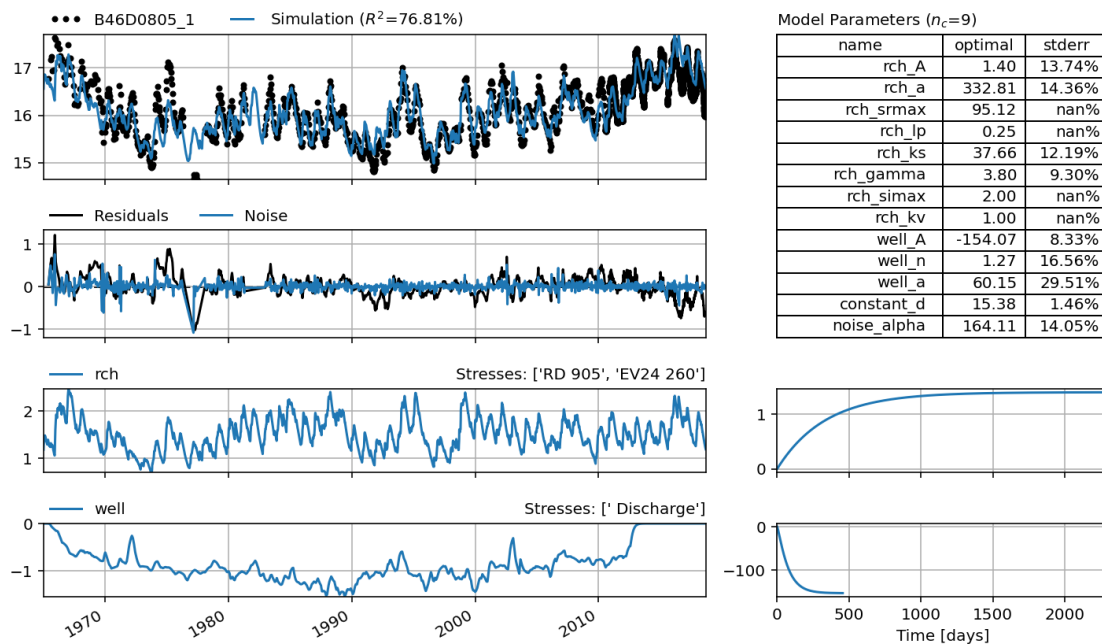 B46D0805_1 Simulation (R²=76.81%)
17
16
15
Residuals Noise
1
0
−1
rch Stresses: ['RD 905', 'EV24 260']
2
1
well Stresses: [' Discharge']
0
−1
1970 1980 1990 2000 2010
Model Parameters (n_c=9)
name optimal stderr
rch_A 1.40 13.74%
rch_a 332.81 14.36%
rch_srmax 95.12 nan%
rch_lp 0.25 nan%
rch_ks 37.66 12.19%
rch_gamma 3.80 9.30%
rch_simax 2.00 nan%
rch_kv 1.00 nan%
well_A -154.07 8.33%
well_n 1.27 16.56%
well_a 60.15 29.51%
constant_d 15.38 1.46%
noise_alpha 164.11 14.05%
1
0
0
−100
0 500 1000 1500 2000
Time [days]